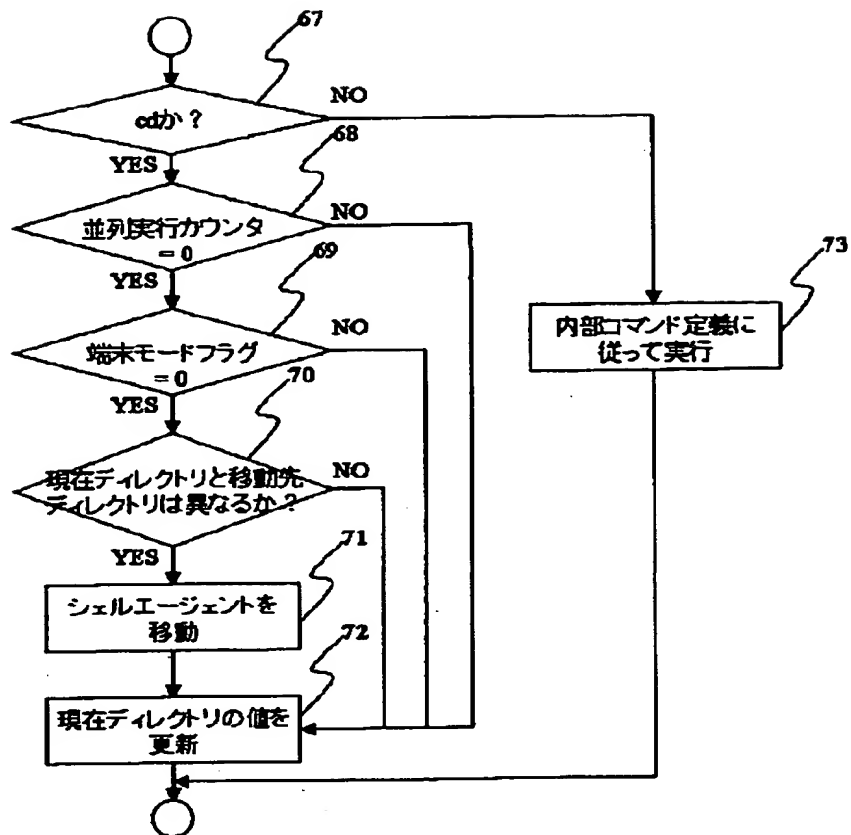 67
cdか？
NO
YES
68
並列実行カウンタ
= 0
NO
YES
69
端末モードフラグ
= 0
NO
YES
70
現在ディレクトリと移動先
ディレクトリは異なるか？
NO
YES
71
シェルエージェントを
移動
72
現在ディレクトリの値を
更新
73
内部コマンド定義に
従って実行